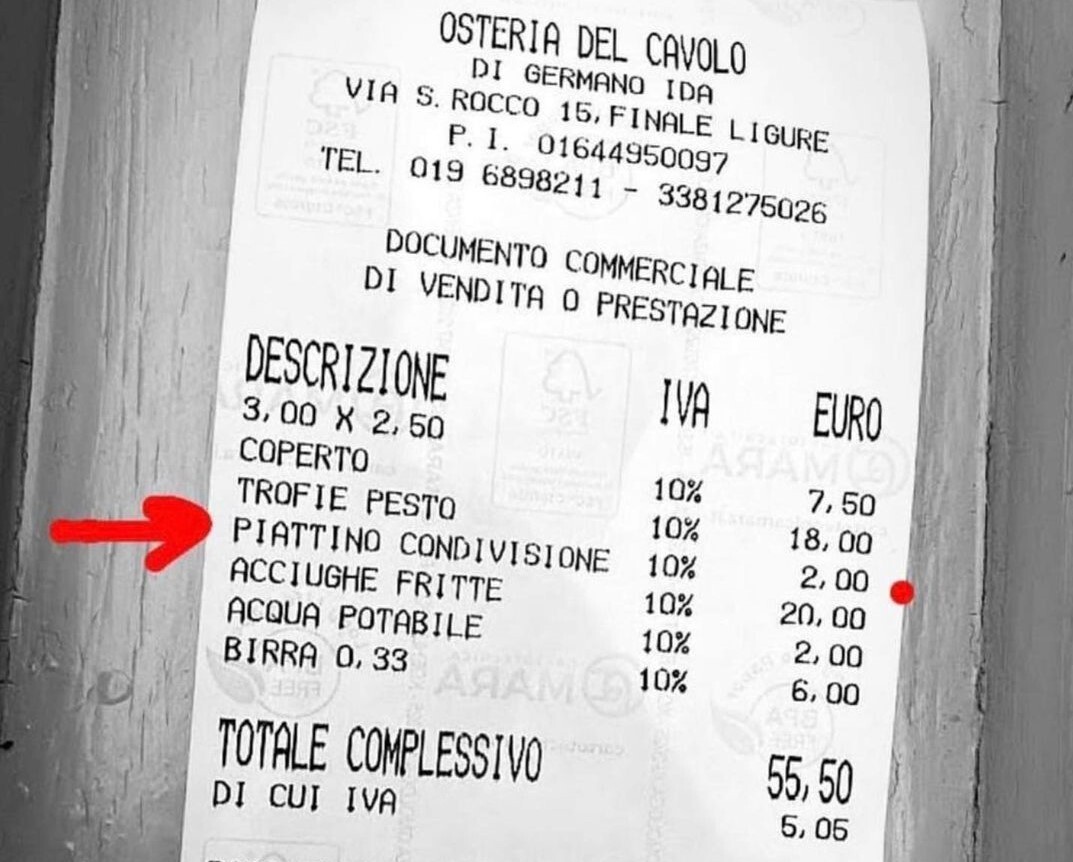 OSTERIA DEL CAVOLO
DI GERMANO IDA
VIA S. ROCCO 15, FINALE LIGURE
P. I. 01644950097
TEL. 019 6898211 - 3381275026
DOCUMENTO COMMERCIALE
DI VENDITA O PRESTAZIONE
DESCRIZIONE IVA EURO
3,00 X 2,50
COPERTO 10% 7,50
TROFIE PESTO 10% 18,00
PIATTINO CONDIVISIONE 10% 2,00
ACCIUGHE FRITTE 10% 20,00
ACQUA POTABILE 10% 2,00
BIRRA 0,33 10% 6,00
TOTALE COMPLESSIVO 55,50
DI CUI IVA 5,05